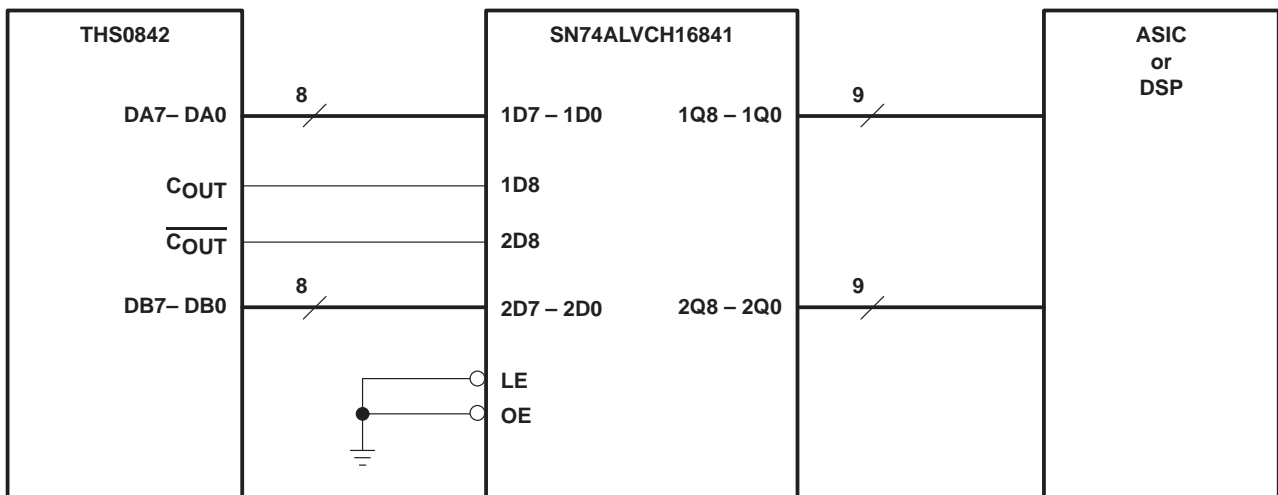 THS0842
SN74ALVCH16841
ASIC
or
DSP
8
9
DA7– DA0
1D7 – 1D0
1Q8 – 1Q0
COUT
1D8
COUT
2D8
8
9
DB7– DB0
2D7 – 2D0
2Q8 – 2Q0
LE
OE